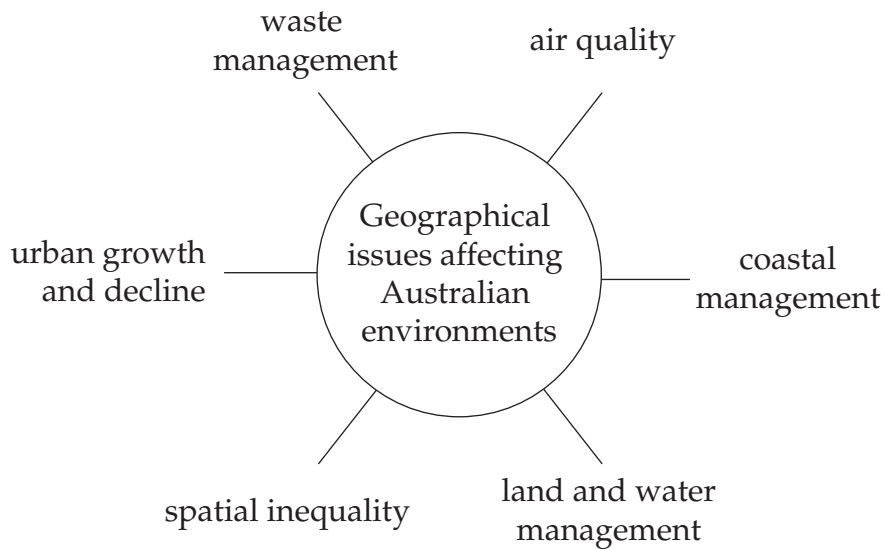 waste
management
air quality
urban growth
and decline
Geographical
issues affecting
Australian
environments
coastal
management
spatial inequality
land and water
management